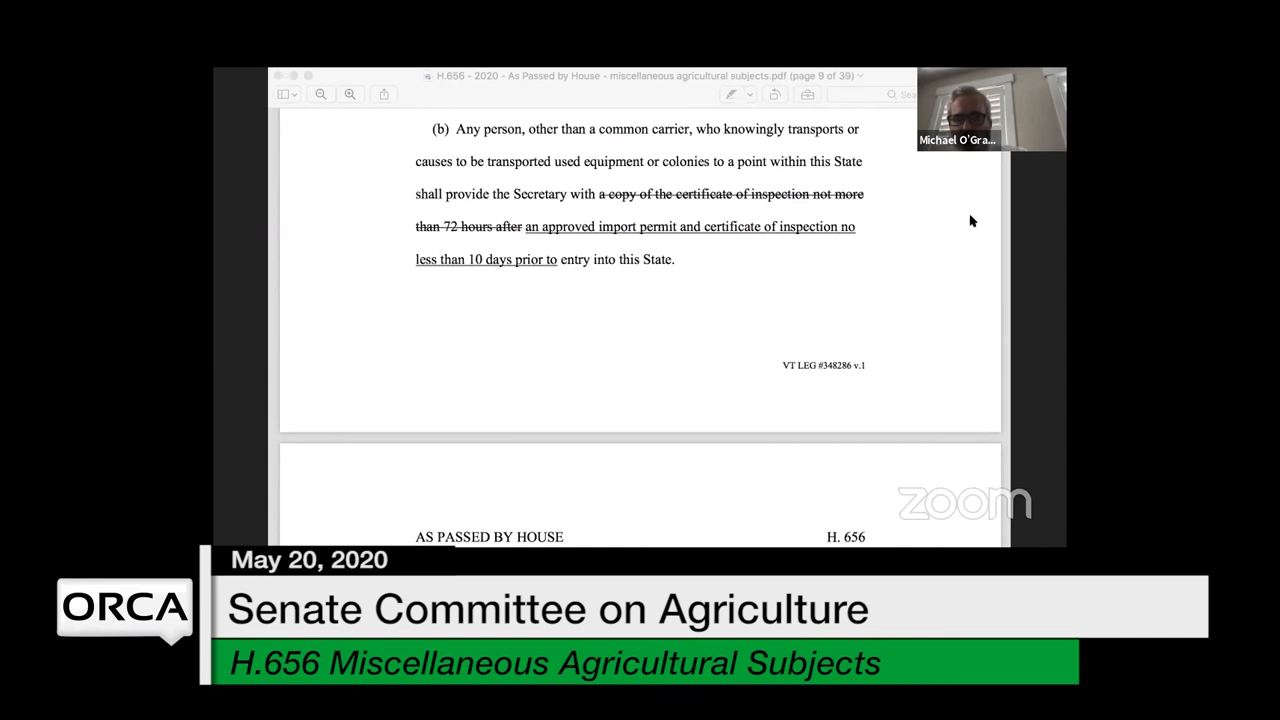 H.656 - 2020 - As Passed by House - miscellaneous agricultural subjects.pdf (page 9 of 39)
Sea
(b) Any person, other than a common carrier, who knowingly transports or
causes to be transported used equipment or colonies to a point within this State
shall provide the Secretary with a copy of the certificate of inspection not more
than 72 hours after an approved import permit and certificate of inspection no
less than 10 days prior to entry into this State.
Michael O'Gra...
VT LEG #348286 v.1
zoom
AS PASSED BY HOUSE H. 656
May 20, 2020
ORCA
Senate Committee on Agriculture
H.656 Miscellaneous Agricultural Subjects